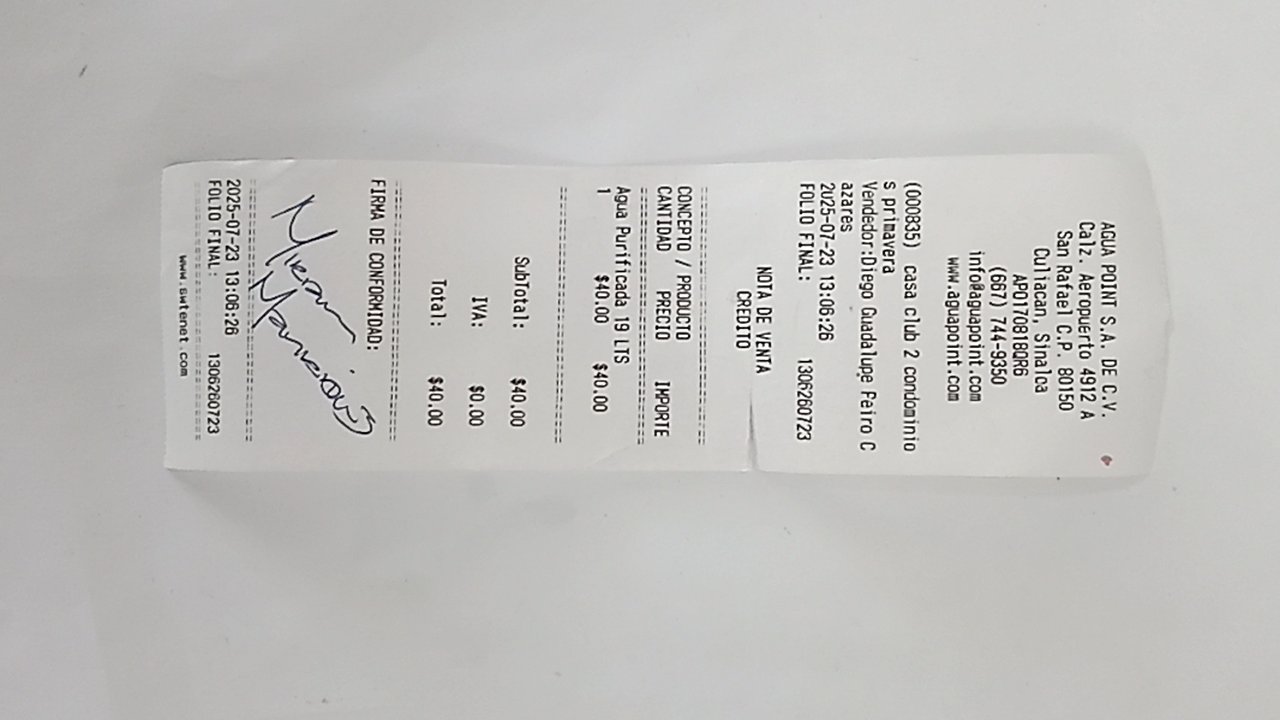 AGUA POINT S.A. DE C.V.
Calz. Aeropuerto 4912 A
San Rafael C.P. 80150
Culiacan, Sinaloa
APO170818QR6
(667) 744-9350
info@aguapoint.com
www.aguapoint.com
(000835) casa club 2 condominio
s primavera
Vendedor:Diego Guadalupe Peiro C
azares
2025-07-23 13:06:26
FOLIO FINAL: 1306260723
NOTA DE VENTA
CREDITO
CONCEPTO / PRODUCTO
CANTIDAD PRECIO IMPORTE
Agua Purificada 19 LTS
1 $40.00 $40.00
SubTotal: $40.00
IVA: $0.00
Total: $40.00
FIRMA DE CONFORMIDAD:
2025-07-23 13:06:26
FOLIO FINAL: 1306260723
www.swtenet.com